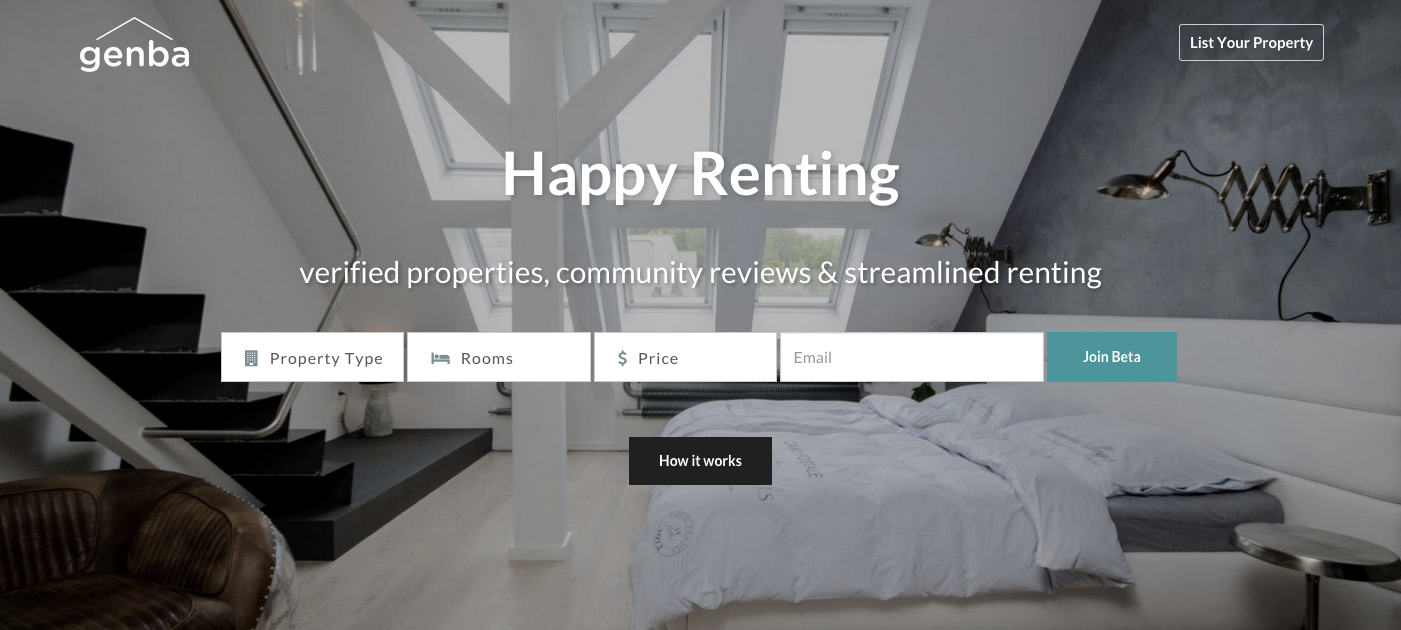 genba
List Your Property
Happy Renting
verified properties, community reviews & streamlined renting
Property Type
Rooms
$ Price
Email
Join Beta
How it works